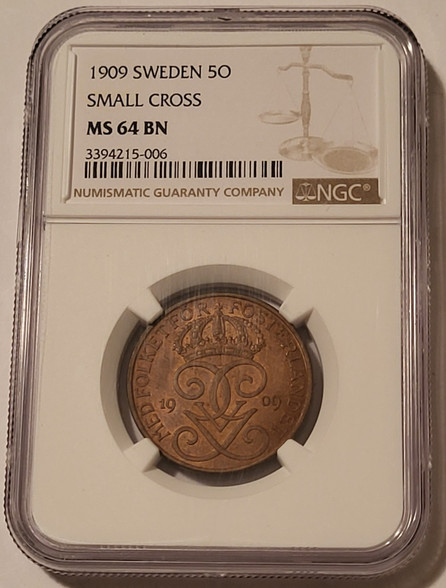 1909 SWEDEN 5O
SMALL CROSS
MS 64 BN
3394215-006
NUMISMATIC GUARANTY COMPANY
NGC®
MED FOLKET FÖR FOSTERLANDET
19 09